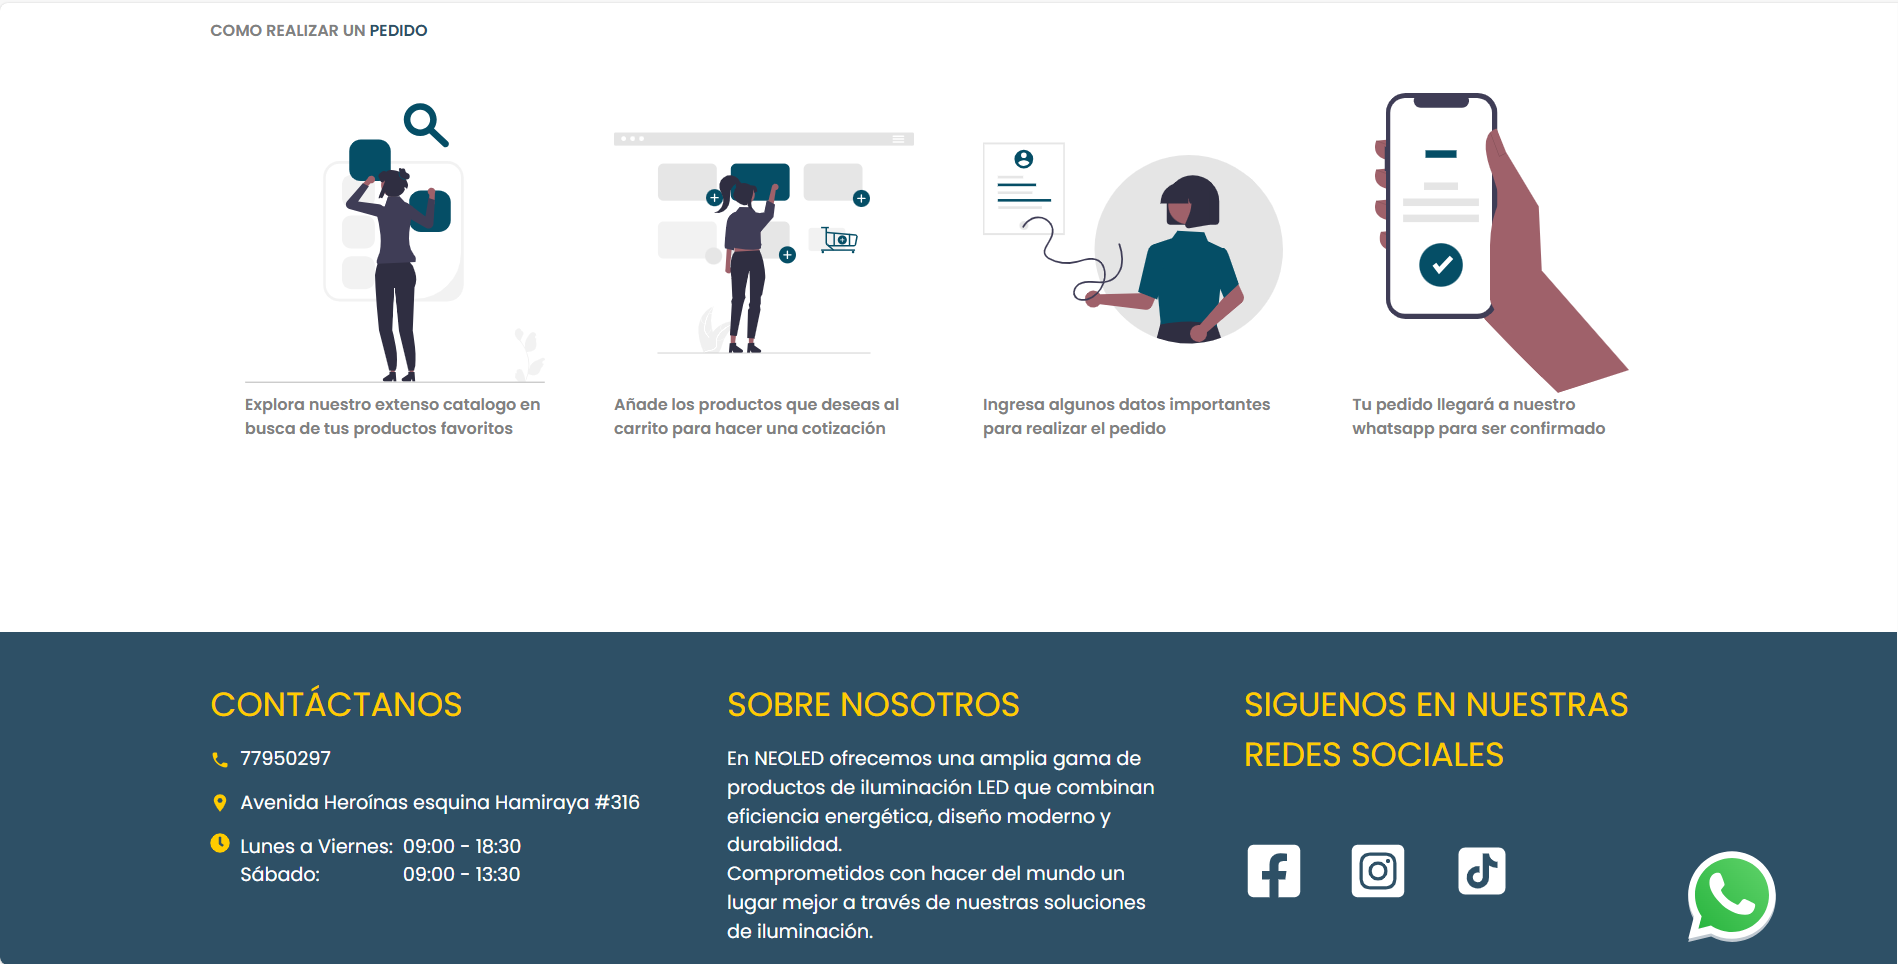 COMO REALIZAR UN PEDIDO
Explora nuestro extenso catalogo en
busca de tus productos favoritos
Añade los productos que deseas al
carrito para hacer una cotización
Ingresa algunos datos importantes
para realizar el pedido
Tu pedido llegará a nuestro
whatsapp para ser confirmado
CONTÁCTANOS
77950297
Avenida Heroínas esquina Hamiraya #316
Lunes a Viernes: 09:00 - 18:30
Sábado: 09:00 - 13:30
SOBRE NOSOTROS
En NEOLED ofrecemos una amplia gama de
productos de iluminación LED que combinan
eficiencia energética, diseño moderno y
durabilidad.
Comprometidos con hacer del mundo un
lugar mejor a través de nuestras soluciones
de iluminación.
SIGUENOS EN NUESTRAS
REDES SOCIALES